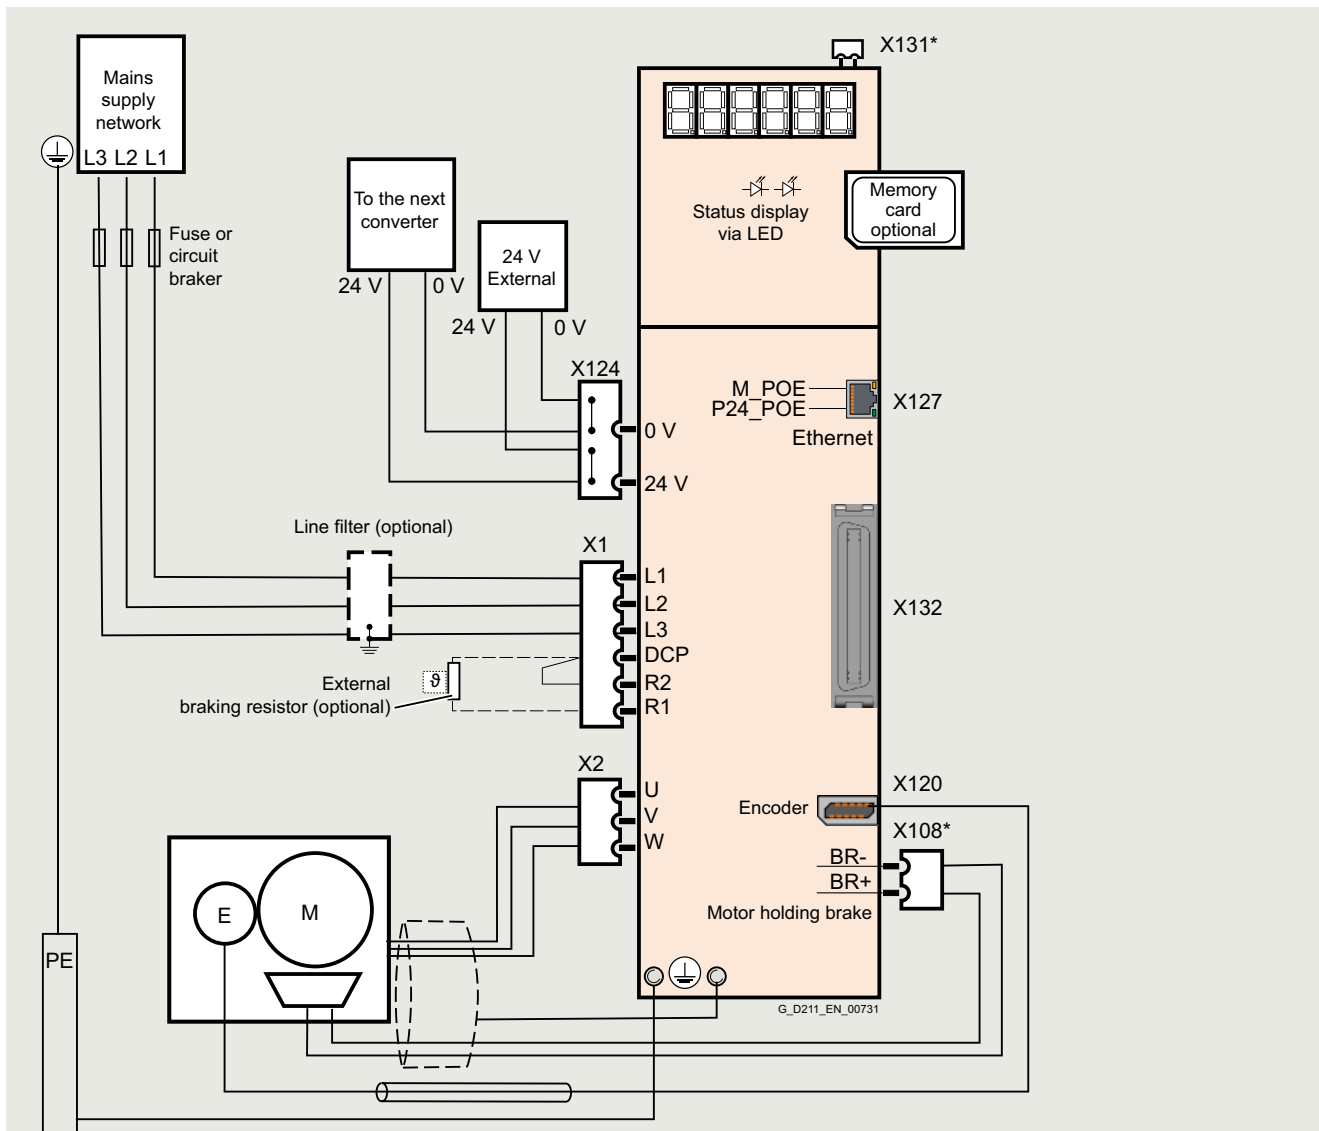 X131*
Mains
supply
network
L3 L2 L1
Fuse or
circuit
braker
To the next
converter
24 V
0 V
24 V
External
24 V
0 V
Status display
via LED
Memory
card
optional
X124
0 V
24 V
M_POE
P24_POE
Ethernet
X127
Line filter (optional)
X1
L1
L2
L3
DCP
R2
R1
External
braking resistor (optional)
ϑ
X132
X2
U
V
W
Encoder
X120
X108*
BR-
BR+
Motor holding brake
E
M
PE
G_D211_EN_00731